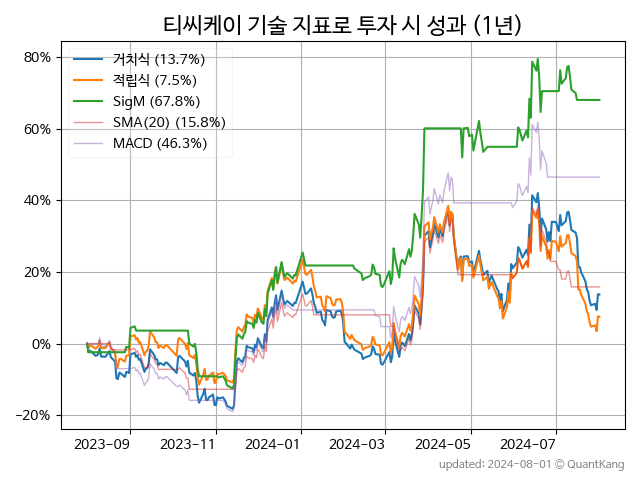 티씨케이 기술 지표로 투자 시 성과 (1년)
거치식 (13.7%)
적립식 (7.5%)
SigM (67.8%)
SMA(20) (15.8%)
MACD (46.3%)
80%
60%
40%
20%
0%
−20%
2023-09 2023-11 2024-01 2024-03 2024-05 2024-07
updated: 2024-08-01 © QuantKang